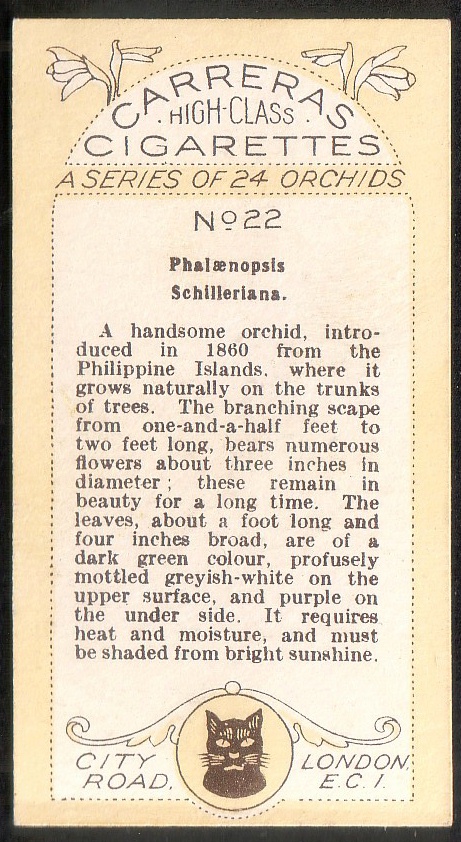 CARRERAS
. HIGH-CLASS .
CIGARETTES
A SERIES OF 24 ORCHIDS
No 22
Phalænopsis
Schilleriana.
A handsome orchid, intro-
duced in 1860 from the
Philippine Islands, where it
grows naturally on the trunks
of trees. The branching scape
from one-and-a-half feet to
two feet long, bears numerous
flowers about three inches in
diameter; these remain in
beauty for a long time. The
leaves, about a foot long and
four inches broad, are of a
dark green colour, profusely
mottled greyish-white on the
upper surface, and purple on
the under side. It requires
heat and moisture, and must
be shaded from bright sunshine.
CITY
ROAD.
LONDON,
E.C.1.